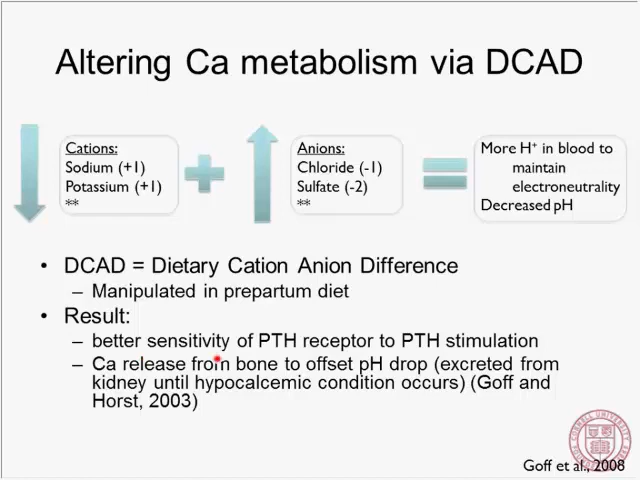 Altering Ca metabolism via DCAD
Cations:
Sodium (+1)
Potassium (+1)
**
Anions:
Chloride (-1)
Sulfate (-2)
**
More H⁺ in blood to
maintain
electroneutrality
Decreased pH
• DCAD = Dietary Cation Anion Difference
– Manipulated in prepartum diet
• Result:
– better sensitivity of PTH receptor to PTH stimulation
– Ca release from bone to offset pH drop (excreted from
kidney until hypocalcemic condition occurs) (Goff and
Horst, 2003)
Goff et al., 2008